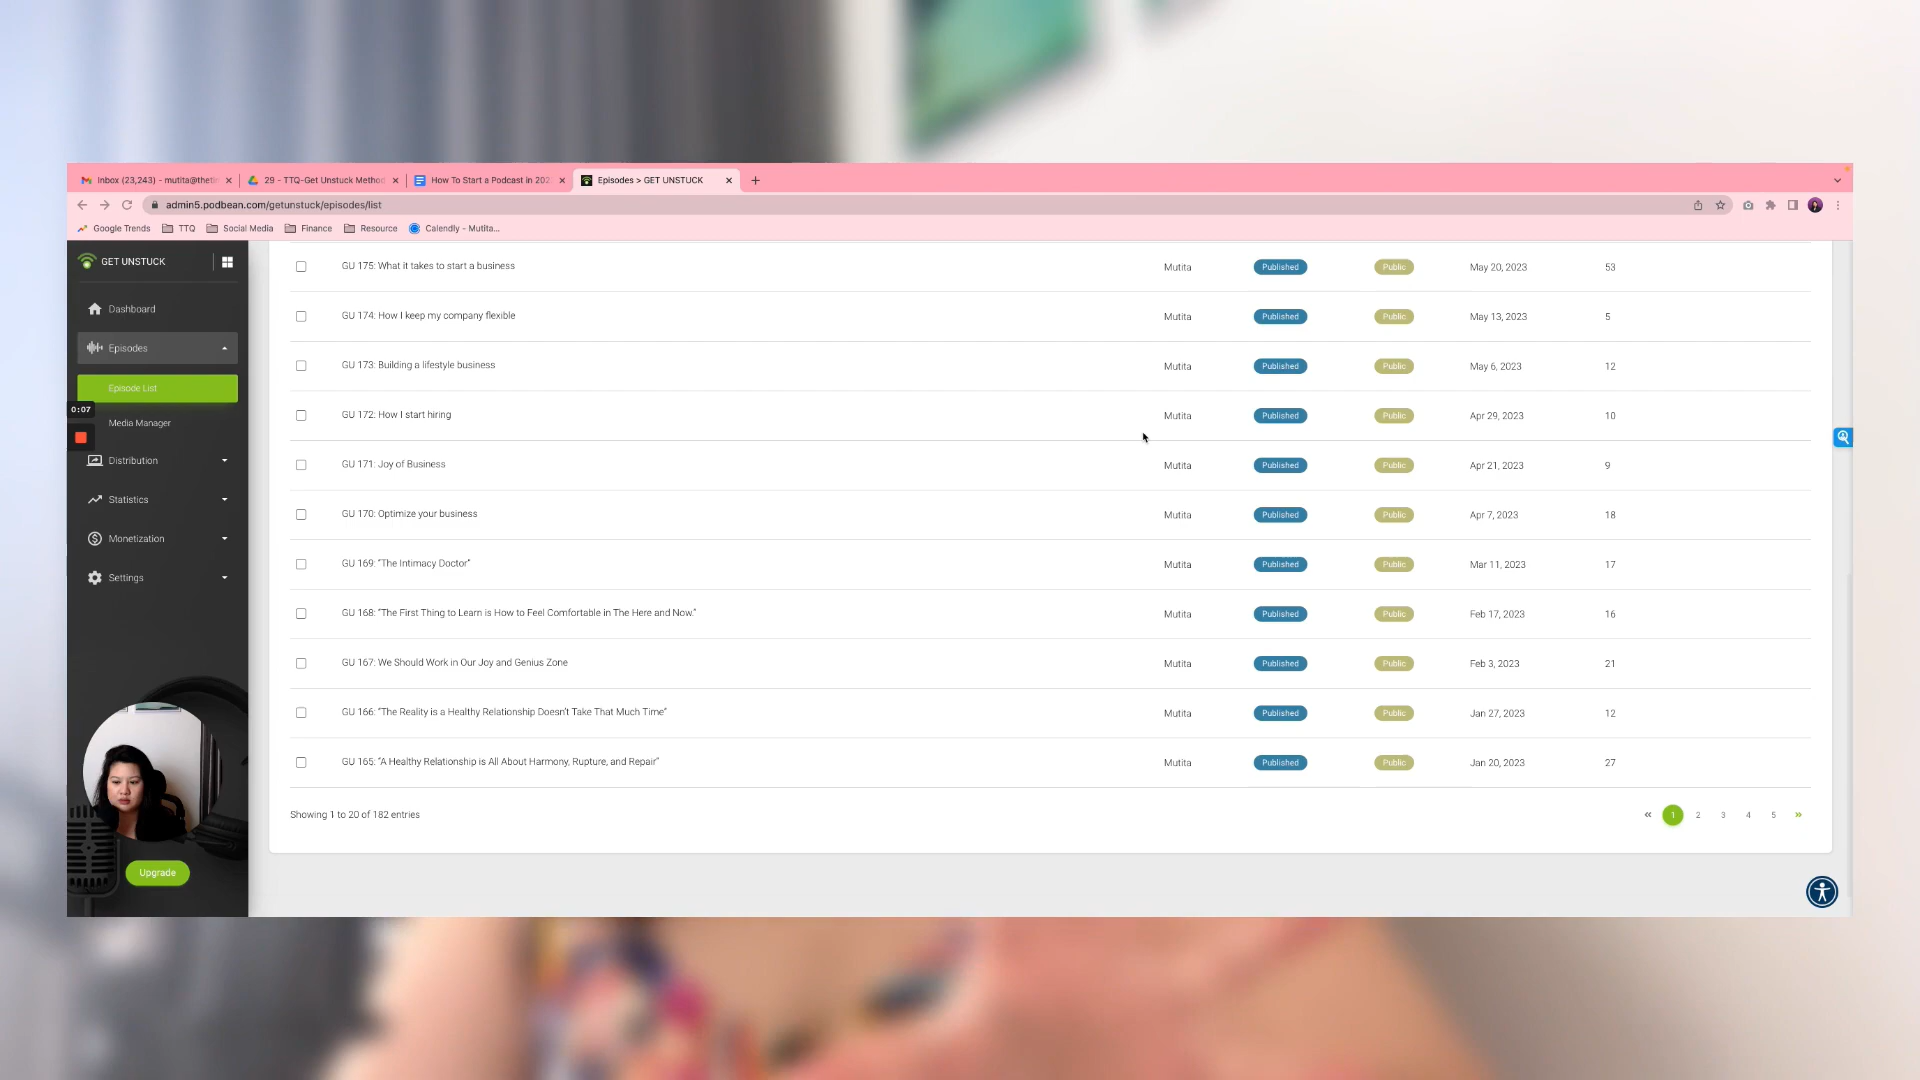 Inbox (23,243) - mutita@theti
29 - TTQ-Get Unstuck Method
How To Start a Podcast in 202
Episodes > GET UNSTUCK
admin5.podbean.com/getunstuck/episodes/list
Google Trends TTQ Social Media Finance Resource Calendly - Mutita...
GET UNSTUCK
Dashboard
Episodes
Episode List
0:07
Media Manager
Distribution
Statistics
Monetization
Settings
Upgrade
GU 175: What it takes to start a business Mutita Published Public May 20, 2023 53
GU 174: How I keep my company flexible Mutita Published Public May 13, 2023 5
GU 173: Building a lifestyle business Mutita Published Public May 6, 2023 12
GU 172: How I start hiring Mutita Published Public Apr 29, 2023 10
GU 171: Joy of Business Mutita Published Public Apr 21, 2023 9
GU 170: Optimize your business Mutita Published Public Apr 7, 2023 18
GU 169: “The Intimacy Doctor” Mutita Published Public Mar 11, 2023 17
GU 168: “The First Thing to Learn is How to Feel Comfortable in The Here and Now.” Mutita Published Public Feb 17, 2023 16
GU 167: We Should Work in Our Joy and Genius Zone Mutita Published Public Feb 3, 2023 21
GU 166: “The Reality is a Healthy Relationship Doesn’t Take That Much Time” Mutita Published Public Jan 27, 2023 12
GU 165: “A Healthy Relationship is All About Harmony, Rupture, and Repair” Mutita Published Public Jan 20, 2023 27
Showing 1 to 20 of 182 entries « 1 2 3 4 5 »